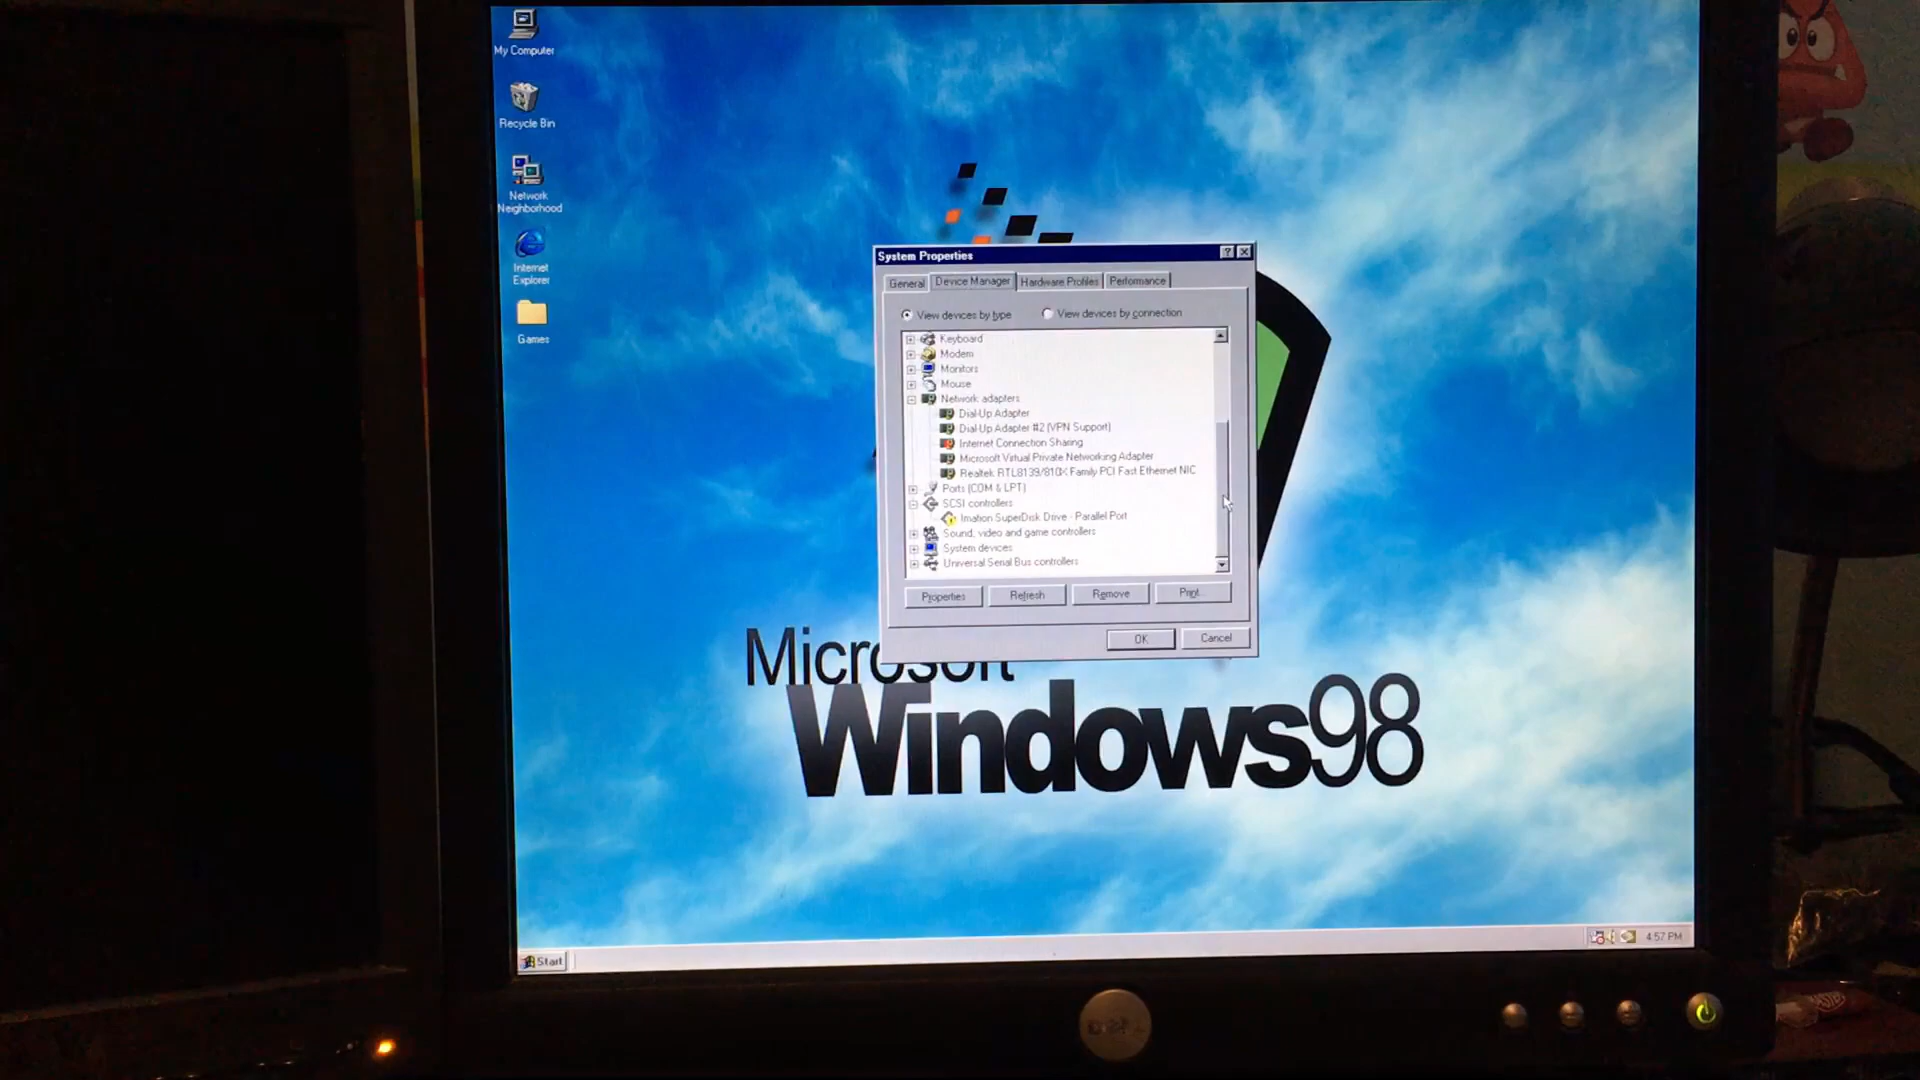 My Computer
Recycle Bin
Network
Neighborhood
Internet
Explorer
Games
System Properties
General
Device Manager
Hardware Profiles
Performance
View devices by type
View devices by connection
Keyboard
Modem
Monitors
Mouse
Network adapters
Dial-Up Adapter
Dial-Up Adapter #2 (VPN Support)
Internet Connection Sharing
Microsoft Virtual Private Networking Adapter
Realtek RTL8139/810X Family PCI Fast Ethernet NIC
Ports (COM & LPT)
SCSI controllers
Imation SuperDisk Drive - Parallel Port
Sound, video and game controllers
System devices
Universal Serial Bus controllers
Properties
Refresh
Remove
Print...
OK
Cancel
Microsoft
Windows98
Start
4:57 PM
DELL